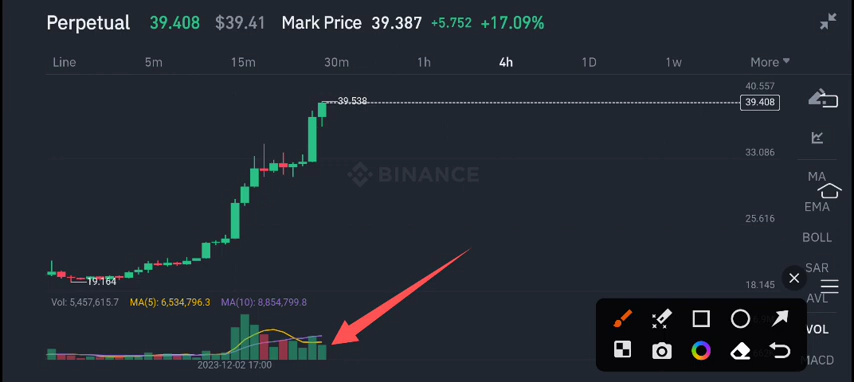 Perpetual 39.408 $39.41 Mark Price 39.387 +5.752 +17.09%
Line 5m 15m 30m 1h 4h 1D 1w More
40.557
39.538
39.408
33.086
BINANCE
MA
EMA
25.616
BOLL
SAR
19.164
18.145
AVL
Vol: 5,457,615.7 MA(5): 6,534,796.3 MA(10): 8,854,799.8
VOL
MACD
2023-12-02 17:00